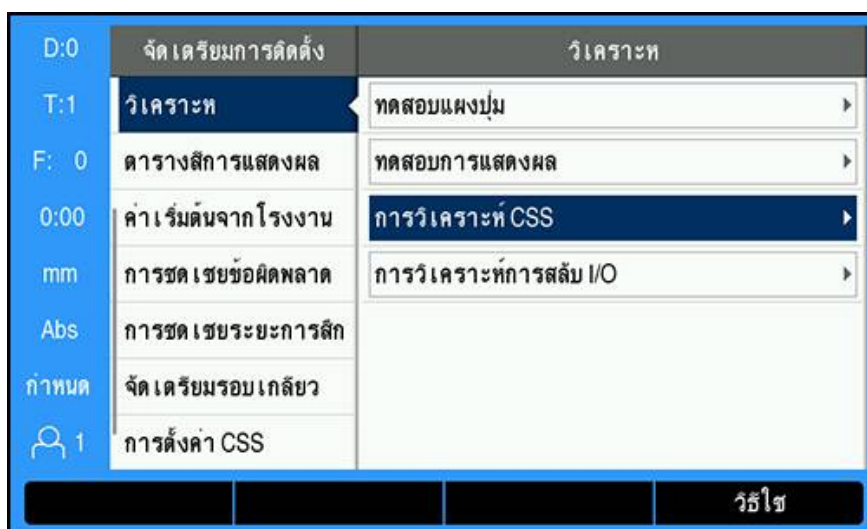 D:0
จัดเตรียมการติดตั้ง
วิเคราะห
T:1
วิเคราะห
ทดสอบแผงปุ่ม
F: 0
ตารางสีการแสดงผล
ทดสอบการแสดงผล
0:00
ค่าเริ่มต้นจากโรงงาน
การวิเคราะห์ CSS
mm
การชดเชยข้อผิดพลาด
การวิเคราะห์การสลับ I/O
Abs
การชดเชยระยะการสึก
กำหนด
จัดเตรียมรอบเกลียว
1
การตั้งค่า CSS
วิธีใช